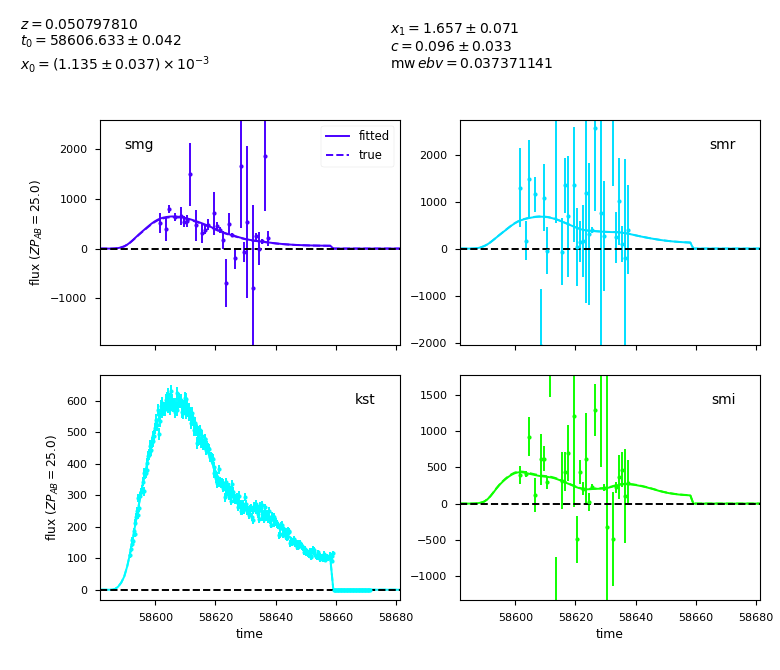 z = 0.050797810
t₀ = 58606.633 ± 0.042
x₀ = (1.135 ± 0.037) × 10⁻³
x₁ = 1.657 ± 0.071
c = 0.096 ± 0.033
mw ebv = 0.037371141
smg
fitted
true
2000
1000
0
−1000
flux (ZP_AB = 25.0)
smr
2000
1000
0
−1000
−2000
kst
600
500
400
300
200
100
0
flux (ZP_AB = 25.0)
58600 58620 58640 58660 58680
time
smi
1500
1000
500
0
−500
−1000
58600 58620 58640 58660 58680
time